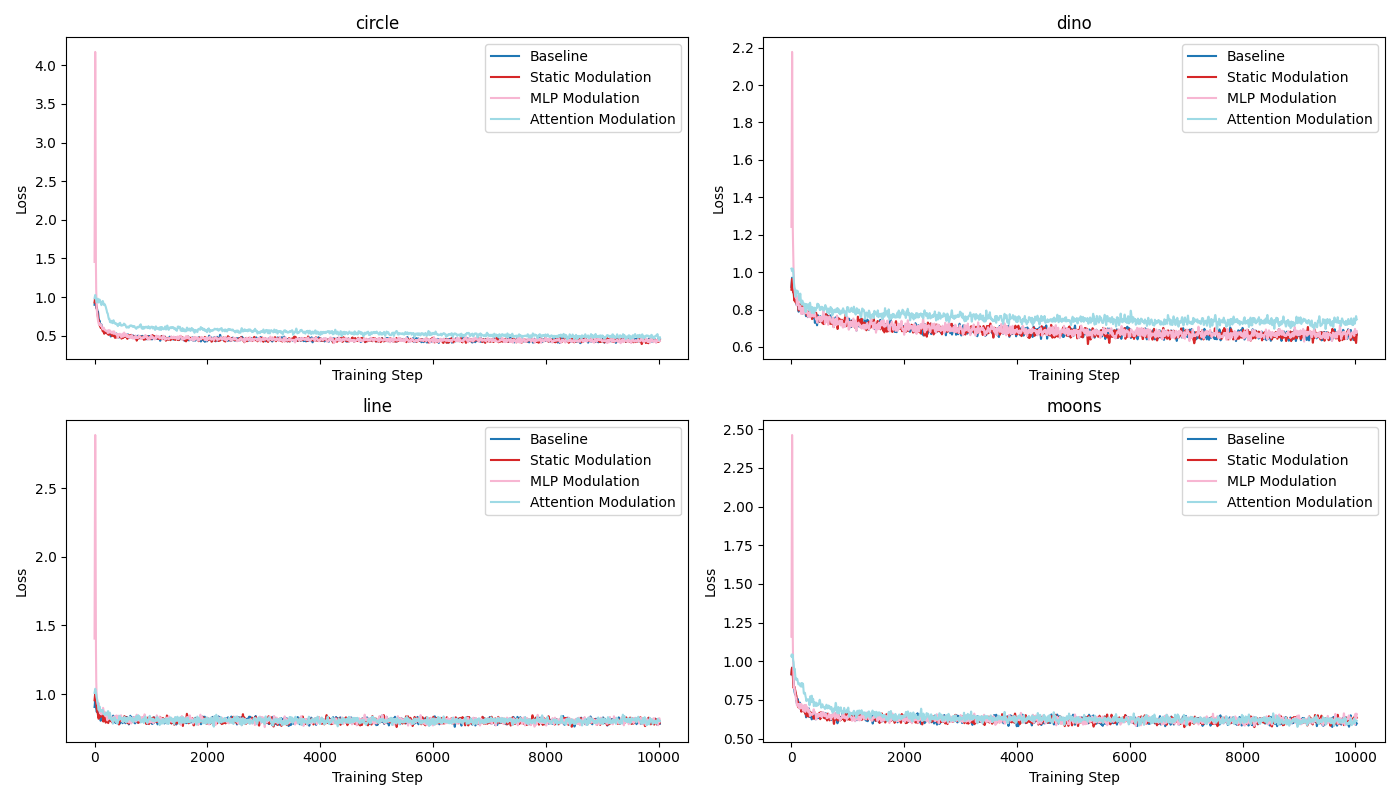 circle
4.0
3.5
3.0
2.5
2.0
1.5
1.0
0.5
Loss
Training Step
Baseline
Static Modulation
MLP Modulation
Attention Modulation
dino
2.2
2.0
1.8
1.6
1.4
1.2
1.0
0.8
0.6
Loss
Training Step
Baseline
Static Modulation
MLP Modulation
Attention Modulation
line
2.5
2.0
1.5
1.0
Loss
0 2000 4000 6000 8000 10000
Training Step
Baseline
Static Modulation
MLP Modulation
Attention Modulation
moons
2.50
2.25
2.00
1.75
1.50
1.25
1.00
0.75
0.50
Loss
0 2000 4000 6000 8000 10000
Training Step
Baseline
Static Modulation
MLP Modulation
Attention Modulation